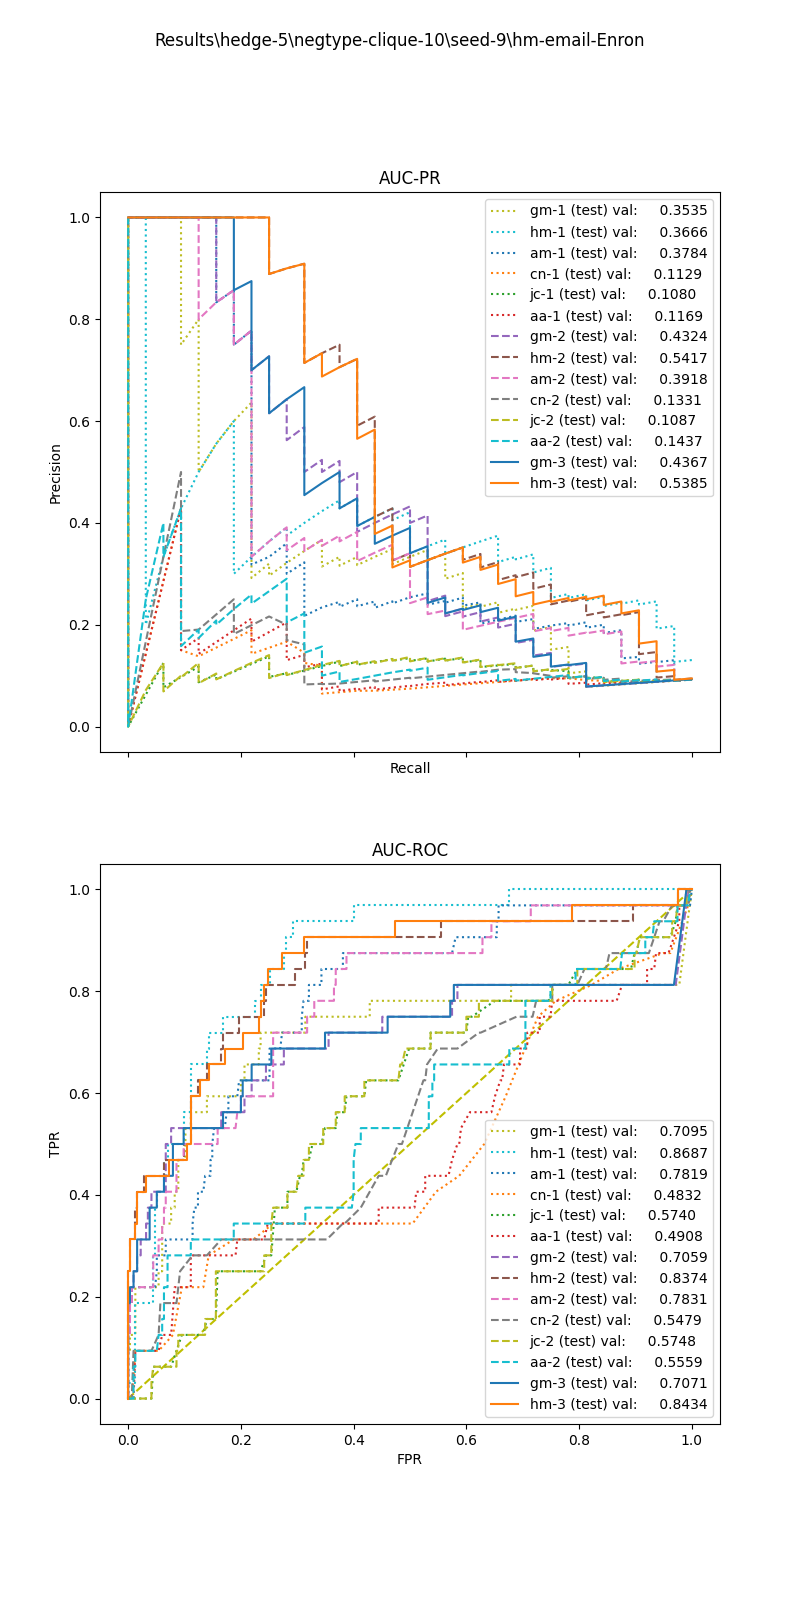 Results\hedge-5\negtype-clique-10\seed-9\hm-email-Enron
AUC-PR
1.0
0.8
0.6
0.4
0.2
0.0
Precision
Recall
gm-1 (test) val: 0.3535
hm-1 (test) val: 0.3666
am-1 (test) val: 0.3784
cn-1 (test) val: 0.1129
jc-1 (test) val: 0.1080
aa-1 (test) val: 0.1169
gm-2 (test) val: 0.4324
hm-2 (test) val: 0.5417
am-2 (test) val: 0.3918
cn-2 (test) val: 0.1331
jc-2 (test) val: 0.1087
aa-2 (test) val: 0.1437
gm-3 (test) val: 0.4367
hm-3 (test) val: 0.5385
AUC-ROC
1.0
0.8
0.6
0.4
0.2
0.0
TPR
gm-1 (test) val: 0.7095
hm-1 (test) val: 0.8687
am-1 (test) val: 0.7819
cn-1 (test) val: 0.4832
jc-1 (test) val: 0.5740
aa-1 (test) val: 0.4908
gm-2 (test) val: 0.7059
hm-2 (test) val: 0.8374
am-2 (test) val: 0.7831
cn-2 (test) val: 0.5479
jc-2 (test) val: 0.5748
aa-2 (test) val: 0.5559
gm-3 (test) val: 0.7071
hm-3 (test) val: 0.8434
0.0 0.2 0.4 0.6 0.8 1.0
FPR